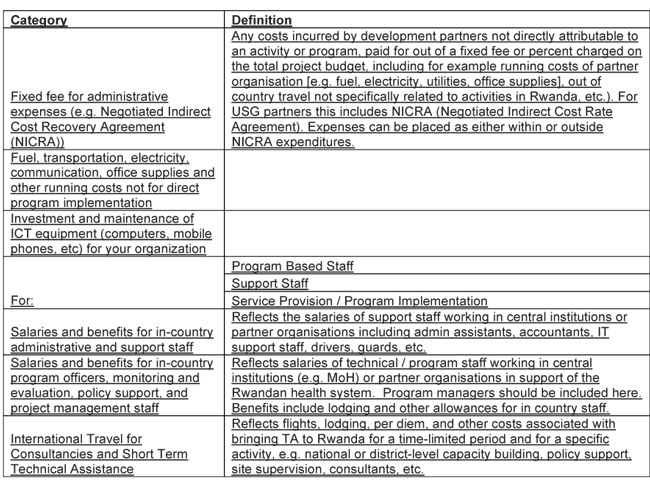 Category
Definition
Fixed fee for administrative
expenses (e.g. Negotiated Indirect
Cost Recovery Agreement
(NICRA))
Any costs incurred by development partners not directly attributable to
an activity or program, paid for out of a fixed fee or percent charged on
the total project budget, including for example running costs of partner
organisation [e.g. fuel, electricity, utilities, office supplies], out of
country travel not specifically related to activities in Rwanda, etc.). For
USG partners this includes NICRA (Negotiated Indirect Cost Rate
Agreement). Expenses can be placed as either within or outside
NICRA expenditures.
Fuel, transportation, electricity,
communication, office supplies and
other running costs not for direct
program implementation
Investment and maintenance of
ICT equipment (computers, mobile
phones, etc) for your organization
For:
Program Based Staff
Support Staff
Service Provision / Program Implementation
Salaries and benefits for in-country
administrative and support staff
Reflects the salaries of support staff working in central institutions or
partner organisations including admin assistants, accountants, IT
support staff, drivers, guards, etc.
Salaries and benefits for in-country
program officers, monitoring and
evaluation, policy support, and
project management staff
Reflects salaries of technical / program staff working in central
institutions (e.g. MoH) or partner organisations in support of the
Rwandan health system. Program managers should be included here.
Benefits include lodging and other allowances for in country staff.
International Travel for
Consultancies and Short Term
Technical Assistance
Reflects flights, lodging, per diem, and other costs associated with
bringing TA to Rwanda for a time-limited period and for a specific
activity, e.g. national or district-level capacity building, policy support,
site supervision, consultants, etc.